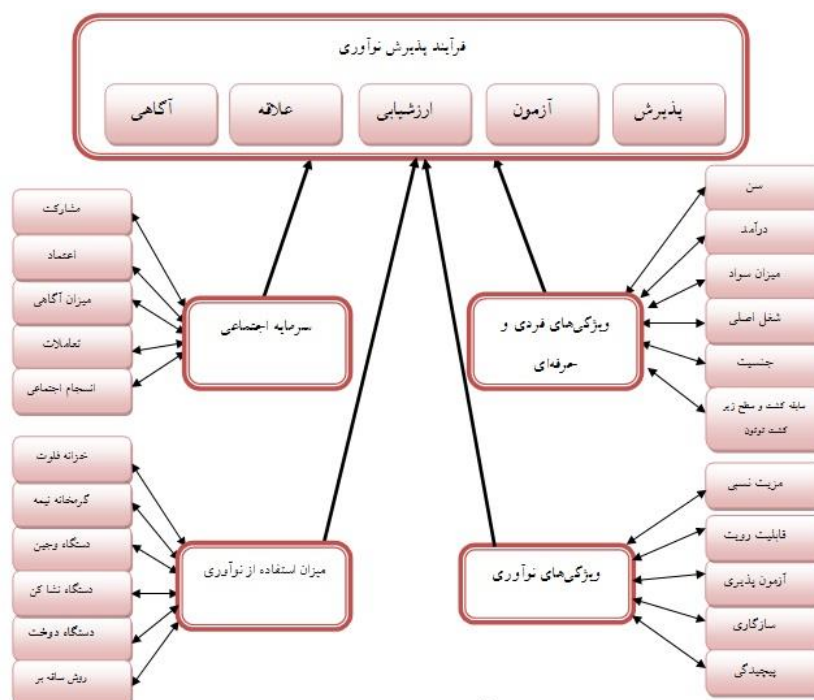 فرآیند پذیرش نوآوری
پذیرش
آزمون
ارزشیابی
علاقه
آگاهی
سن
درآمد
میزان سواد
شغل اصلی
جنسیت
سابقه کشت و سطح زیر
کشت توتون
ویژگی‌های فردی و
حرفه‌ای
مشارکت
اعتماد
میزان آگاهی
تعاملات
انسجام اجتماعی
سرمایه اجتماعی
مزیت نسبی
قابلیت رویت
آزمون پذیری
سازگاری
پیچیدگی
ویژگی‌های نوآوری
خزانه فلوت
گرمخانه نیمه
دستگاه وجین
دستگاه نشا کن
دستگاه دوخت
روش ساقه بر
میزان استفاده از نوآوری